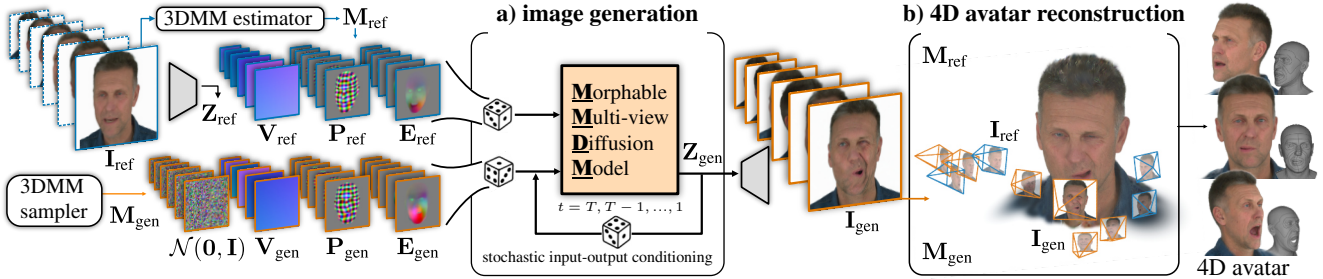 3DMM estimator
M_ref
a) image generation
b) 4D avatar reconstruction
Z_ref
I_ref
V_ref
P_ref
E_ref
Morphable
Multi-view
Diffusion
Model
Z_gen
t = T, T − 1, ..., 1
stochastic input-output conditioning
3DMM
sampler
M_gen
N(0, I)
V_gen
P_gen
E_gen
I_gen
M_ref
I_ref
I_gen
M_gen
4D avatar